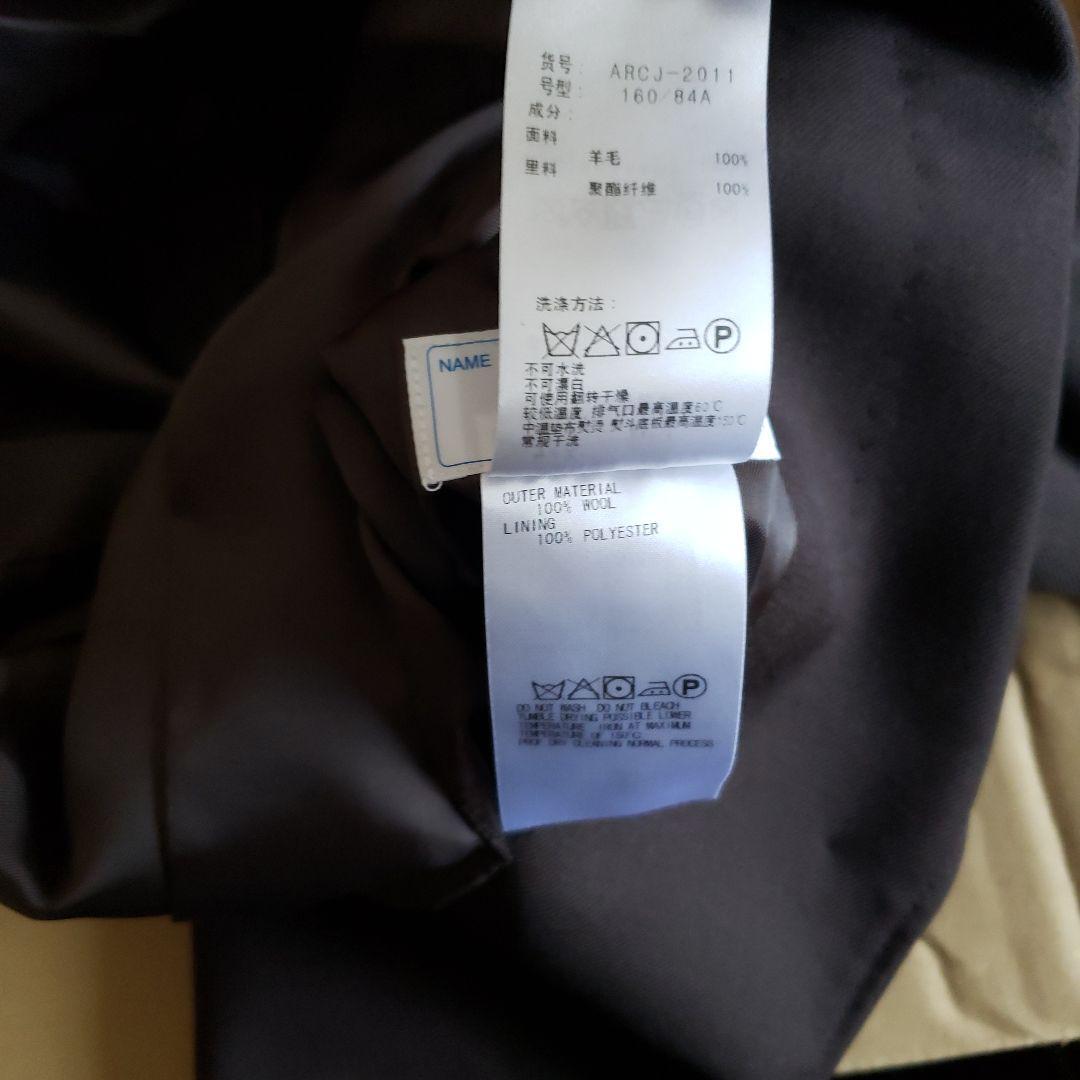 货号: ARCJ-2011
号型: 160/84A
成分:
面料
羊毛 100%
里料
聚酯纤维 100%
洗涤方法:
P
不可水洗
不可漂白
可使用翻转干燥
较低温度 排气口最高温度60℃
中温垫布熨烫 熨斗底板最高温度150℃
常规干洗
NAME
OUTER MATERIAL
100% WOOL
LINING
100% POLYESTER
P
DO NOT WASH DO NOT BLEACH
TUMBLE DRYING POSSIBLE LOWER
TEMPERATURE IRON AT MAXIMUM
TEMPERATURE OF 150℃
PROF DRY CLEANING NORMAL PROCESS